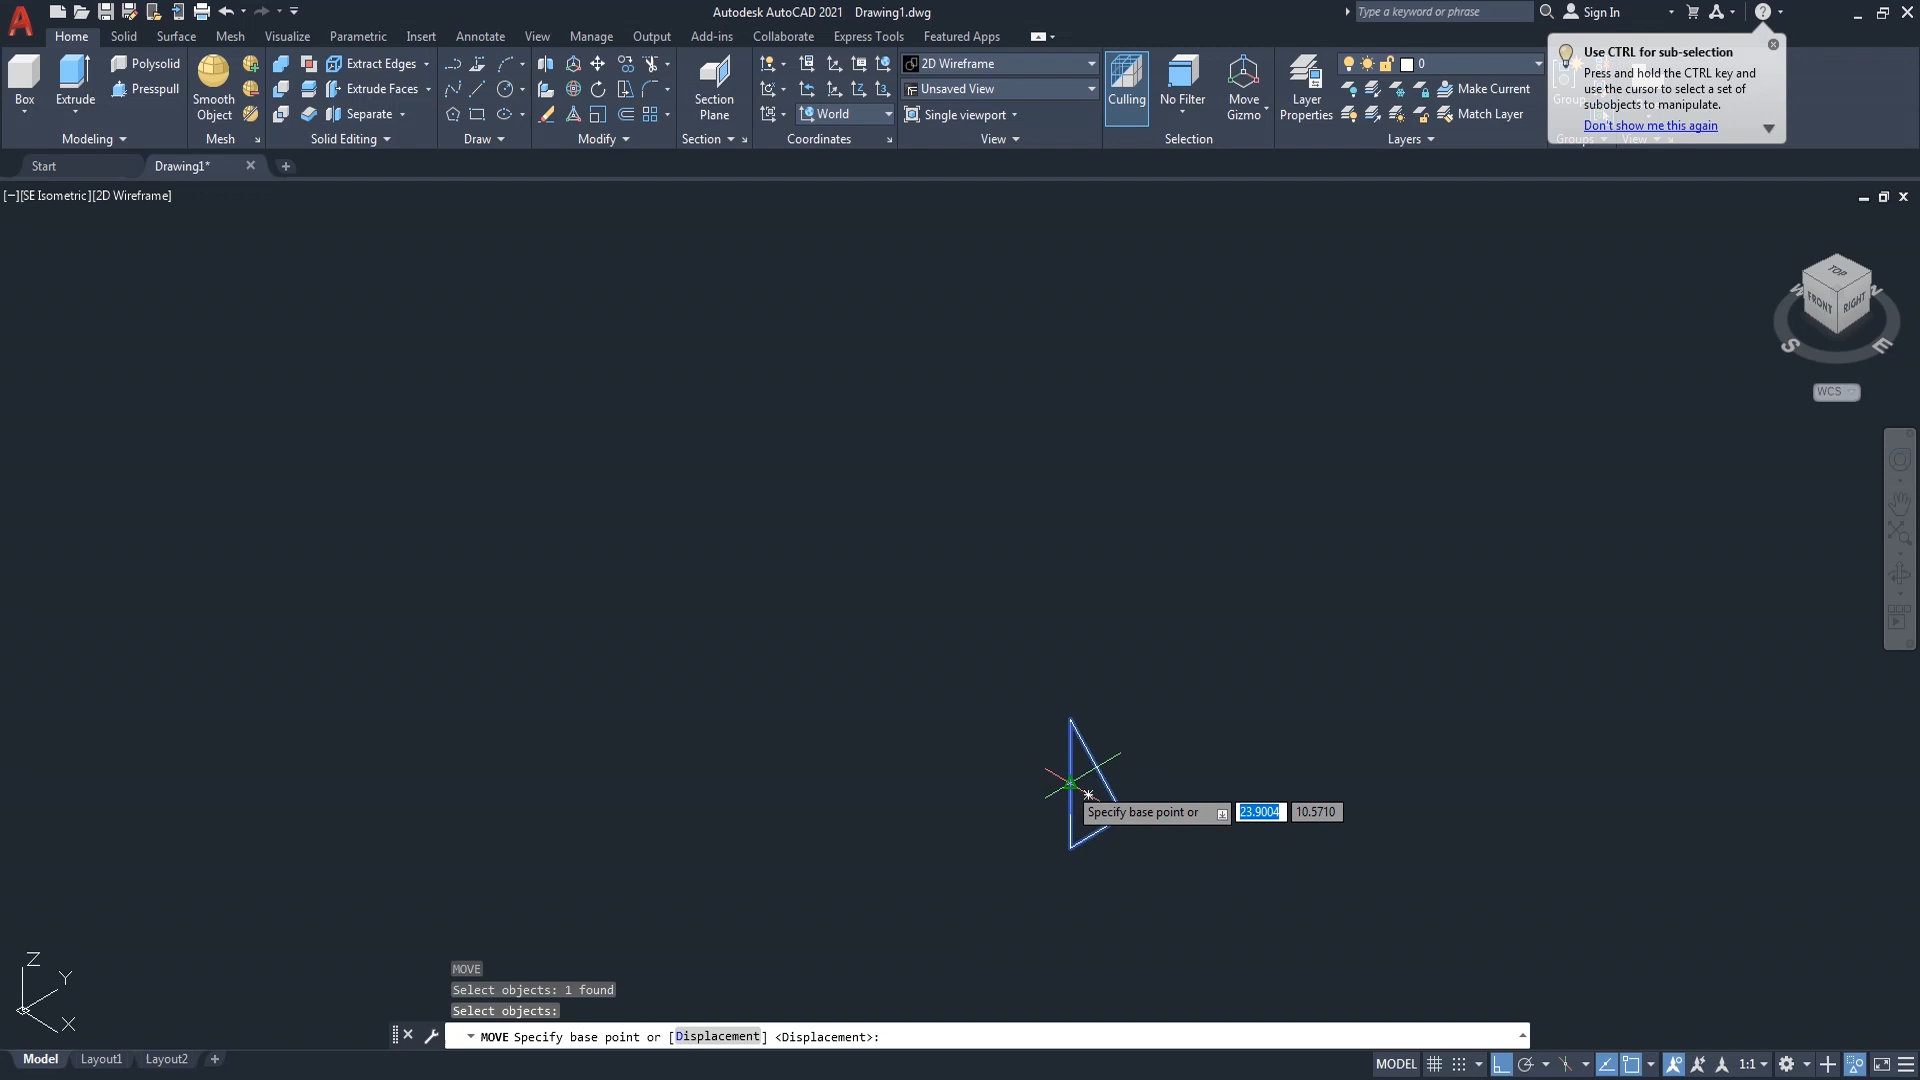 Autodesk AutoCAD 2021 Drawing1.dwg
Type a keyword or phrase
Sign In
Home Solid Surface Mesh Visualize Parametric Insert Annotate View Manage Output Add-ins Collaborate Express Tools Featured Apps
Box
Extrude
Polysolid
Presspull
Modeling
Smooth
Object
Mesh
Extract Edges
Extrude Faces
Separate
Solid Editing
Draw
Modify
Section
Plane
Section
World
Coordinates
2D Wireframe
Unsaved View
Single viewport
View
Culling
No Filter
Move
Gizmo
Selection
Layer
Properties
0
Make Current
Match Layer
Layers
Use CTRL for sub-selection
Press and hold the CTRL key and
use the cursor to select a set of
subobjects to manipulate.
Don't show me this again
Groups
View
Start
Drawing1*
[−][SE Isometric][2D Wireframe]
TOP
FRONT
RIGHT
W
N
S
E
WCS
Specify base point or 23.9004 10.5710
Z
Y
X
MOVE
Select objects: 1 found
Select objects:
MOVE Specify base point or [Displacement] <Displacement>:
Model Layout1 Layout2
MODEL
1:1